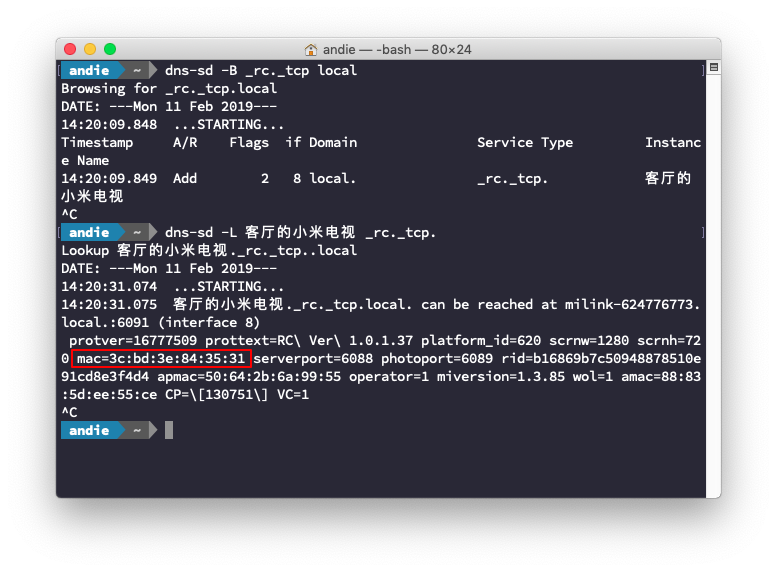 andie — -bash — 80×24
andie ~ dns-sd -B _rc._tcp local
Browsing for _rc._tcp.local
DATE: ---Mon 11 Feb 2019---
14:20:09.848 ...STARTING...
Timestamp A/R Flags if Domain Service Type Instanc
e Name
14:20:09.849 Add 2 8 local. _rc._tcp. 客厅的
小米电视
^C
andie ~ dns-sd -L 客厅的小米电视 _rc._tcp.
Lookup 客厅的小米电视._rc._tcp..local
DATE: ---Mon 11 Feb 2019---
14:20:31.074 ...STARTING...
14:20:31.075 客厅的小米电视._rc._tcp.local. can be reached at milink-624776773.
local.:6091 (interface 8)
protver=16777509 prottext=RC\ Ver\ 1.0.1.37 platform_id=620 scrnw=1280 scrnh=72
0 mac=3c:bd:3e:84:35:31 serverport=6088 photoport=6089 rid=b16869b7c50948878510e
91cd8e3f4d4 apmac=50:64:2b:6a:99:55 operator=1 miversion=1.3.85 wol=1 amac=88:83
:5d:ee:55:ce CP=\[130751\] VC=1
^C
andie ~